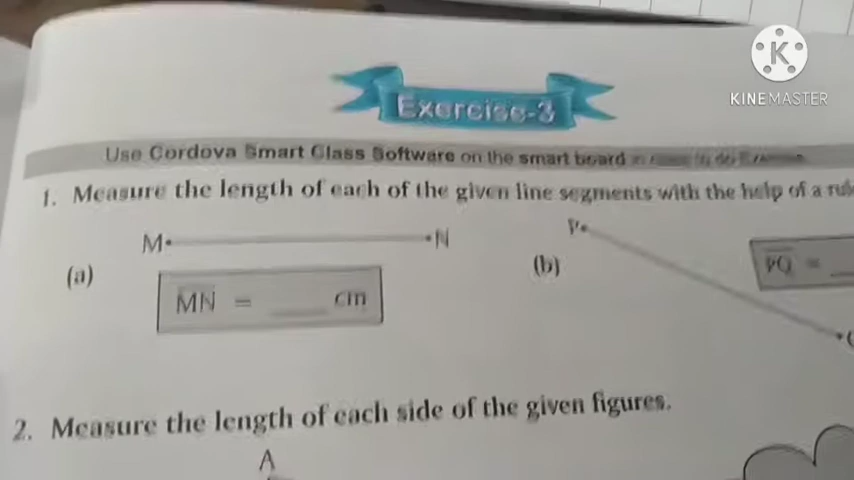 KINEMASTER
Exercise-3
Use Cordova Smart Class Software on the smart board
1. Measure the length of each of the given line segments with the help of a
M N
P
(a) MN = ____ cm
(b) PQ = __
2. Measure the length of each side of the given figures.
A